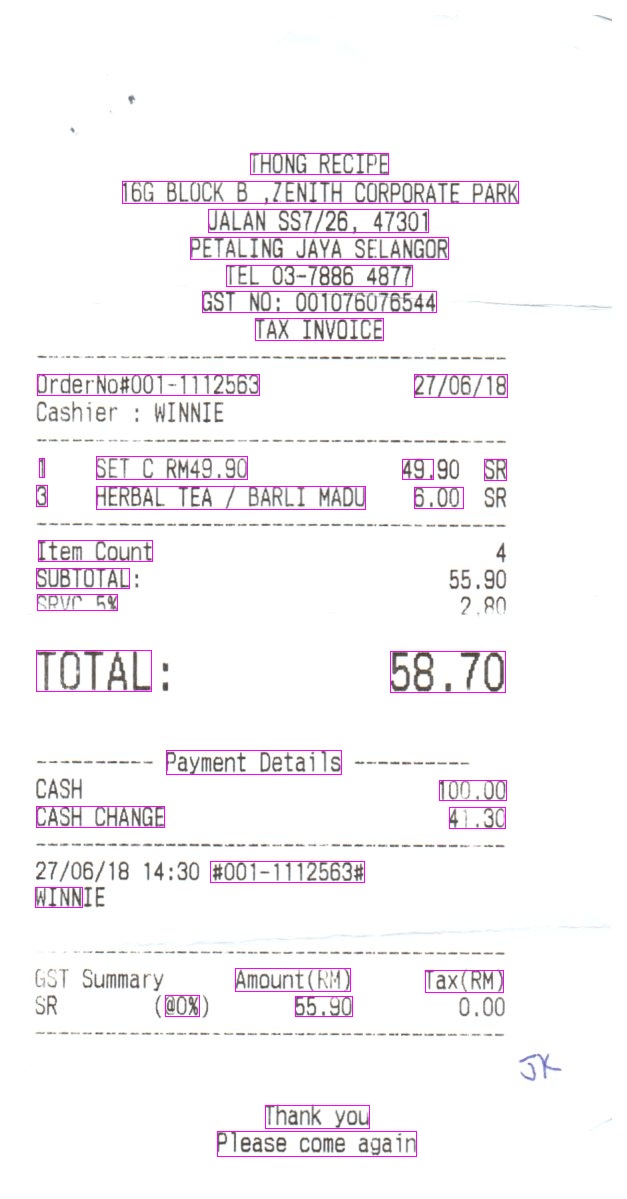 THONG RECIPE
16G BLOCK B ,ZENITH CORPORATE PARK
JALAN SS7/26, 47301
PETALING JAYA SELANGOR
TEL 03-7886 4877
GST NO: 001076076544
TAX INVOICE
OrderNo#001-1112563 27/06/18
Cashier : WINNIE
1 SET C RM49.90 49.90 SR
3 HERBAL TEA / BARLI MADU 6.00 SR
Item Count 4
SUBTOTAL: 55.90
SRVC 5% 2.80
TOTAL: 58.70
---------- Payment Details ----------
CASH 100.00
CASH CHANGE 41.30
27/06/18 14:30 #001-1112563#
WINNIE
GST Summary Amount(RM) Tax(RM)
SR (@0%) 55.90 0.00
JK
Thank you
Please come again